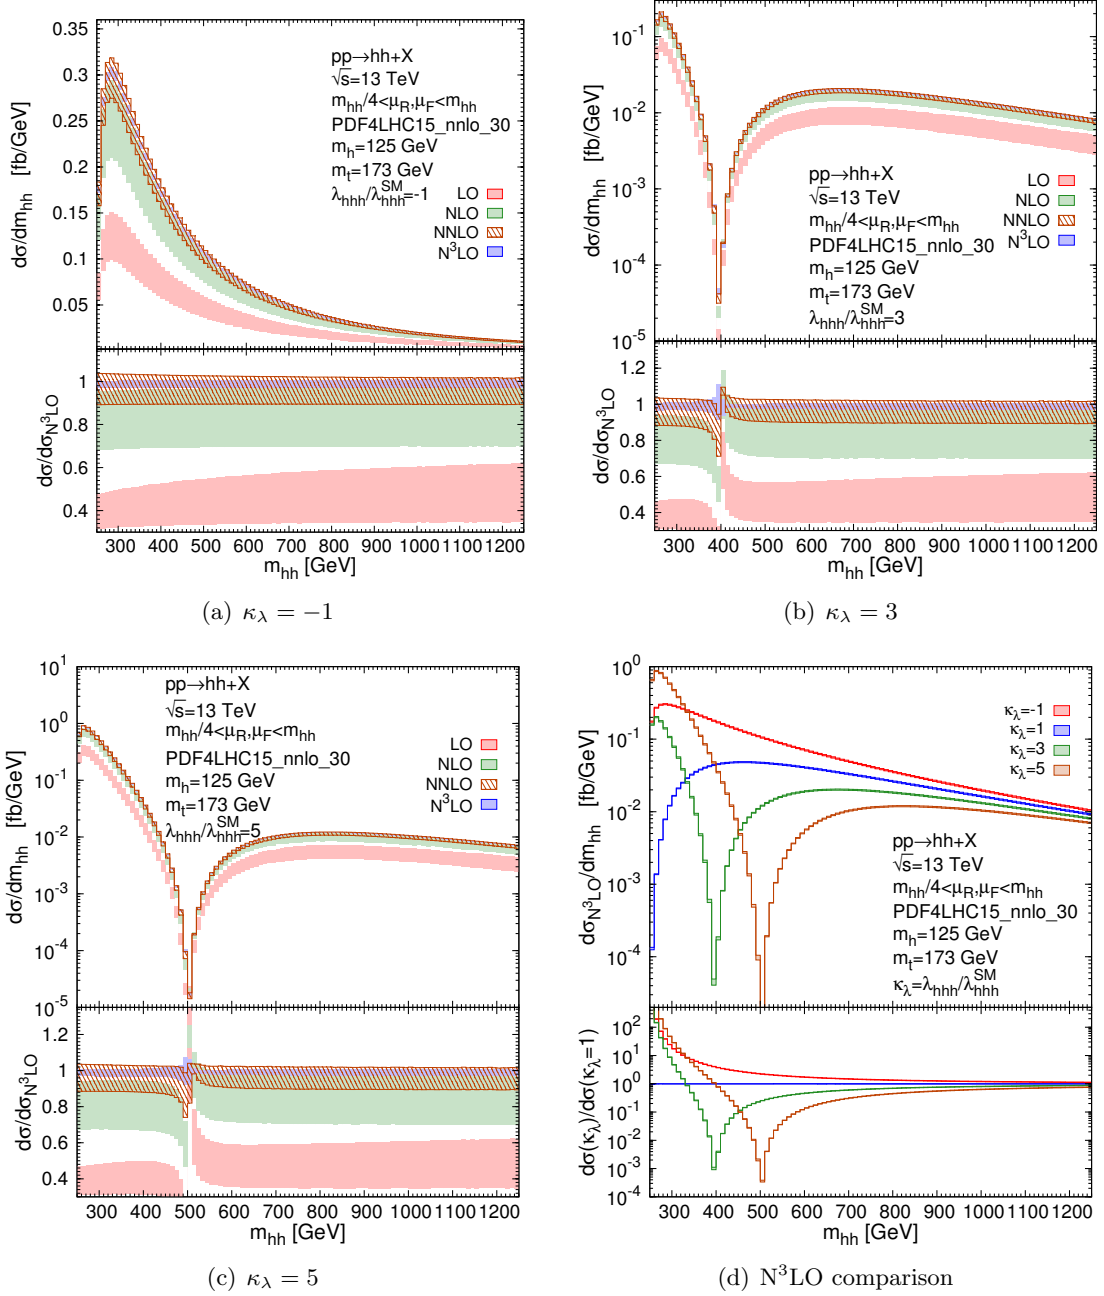 0.35
0.3
0.25
0.2
0.15
0.1
0.05
dσ/dm_hh [fb/GeV]
pp→hh+X
√s=13 TeV
m_hh/4<μ_R,μ_F<m_hh
PDF4LHC15_nnlo_30
m_h=125 GeV
m_t=173 GeV
λ_hhh/λ_hhh^SM=-1
LO
NLO
NNLO
N³LO
1
0.8
0.6
0.4
dσ/dσ_N³LO
300 400 500 600 700 800 900 1000 1100 1200
m_hh [GeV]
(a) κ_λ = −1
10^-1
10^-2
10^-3
10^-4
10^-5
dσ/dm_hh [fb/GeV]
pp→hh+X
√s=13 TeV
m_hh/4<μ_R,μ_F<m_hh
PDF4LHC15_nnlo_30
m_h=125 GeV
m_t=173 GeV
λ_hhh/λ_hhh^SM=3
LO
NLO
NNLO
N³LO
1.2
1
0.8
0.6
0.4
dσ/dσ_N³LO
300 400 500 600 700 800 900 1000 1100 1200
m_hh [GeV]
(b) κ_λ = 3
10^1
10^0
10^-1
10^-2
10^-3
10^-4
10^-5
dσ/dm_hh [fb/GeV]
pp→hh+X
√s=13 TeV
m_hh/4<μ_R,μ_F<m_hh
PDF4LHC15_nnlo_30
m_h=125 GeV
m_t=173 GeV
λ_hhh/λ_hhh^SM=5
LO
NLO
NNLO
N³LO
1.2
1
0.8
0.6
0.4
dσ/dσ_N³LO
300 400 500 600 700 800 900 1000 1100 1200
m_hh [GeV]
(c) κ_λ = 5
10^0
10^-1
10^-2
10^-3
10^-4
dσ_N³LO/dm_hh [fb/GeV]
κ_λ=-1
κ_λ=1
κ_λ=3
κ_λ=5
pp→hh+X
√s=13 TeV
m_hh/4<μ_R,μ_F<m_hh
PDF4LHC15_nnlo_30
m_h=125 GeV
m_t=173 GeV
κ_λ=λ_hhh/λ_hhh^SM
10^2
10^1
10^0
10^-1
10^-2
10^-3
10^-4
dσ(κ_λ)/dσ(κ_λ=1)
300 400 500 600 700 800 900 1000 1100 1200
m_hh [GeV]
(d) N³LO comparison